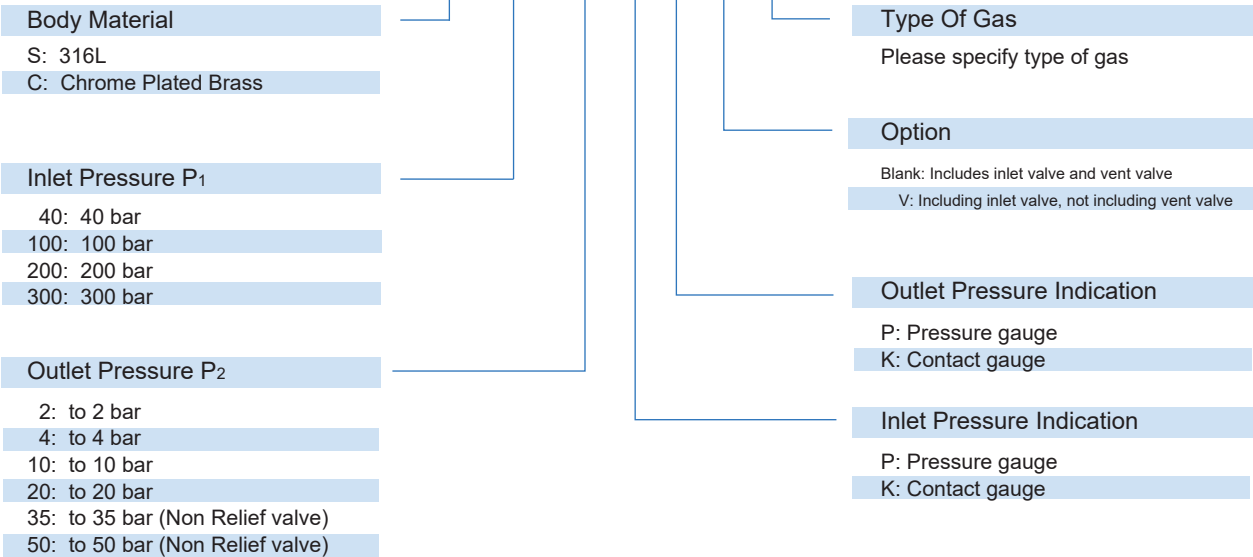 Body Material
S: 316L
C: Chrome Plated Brass
Inlet Pressure P1
40: 40 bar
100: 100 bar
200: 200 bar
300: 300 bar
Outlet Pressure P2
2: to 2 bar
4: to 4 bar
10: to 10 bar
20: to 20 bar
35: to 35 bar (Non Relief valve)
50: to 50 bar (Non Relief valve)
Type Of Gas
Please specify type of gas
Option
Blank: Includes inlet valve and vent valve
V: Including inlet valve, not including vent valve
Outlet Pressure Indication
P: Pressure gauge
K: Contact gauge
Inlet Pressure Indication
P: Pressure gauge
K: Contact gauge